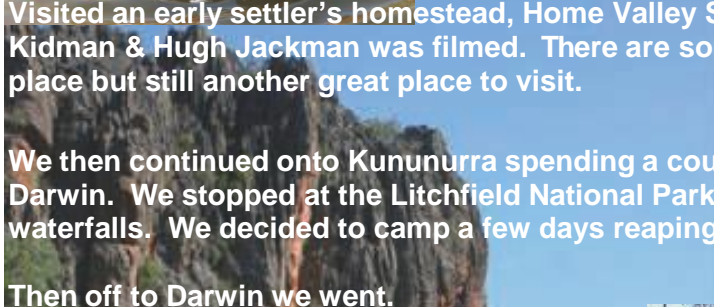 Visited an early settler's homestead, Home Valley S
Kidman & Hugh Jackman was filmed.  There are so
place but still another great place to visit.
We then continued onto Kununurra spending a cou
Darwin.  We stopped at the Litchfield National Park
waterfalls.  We decided to camp a few days reaping
Then off to Darwin we went.